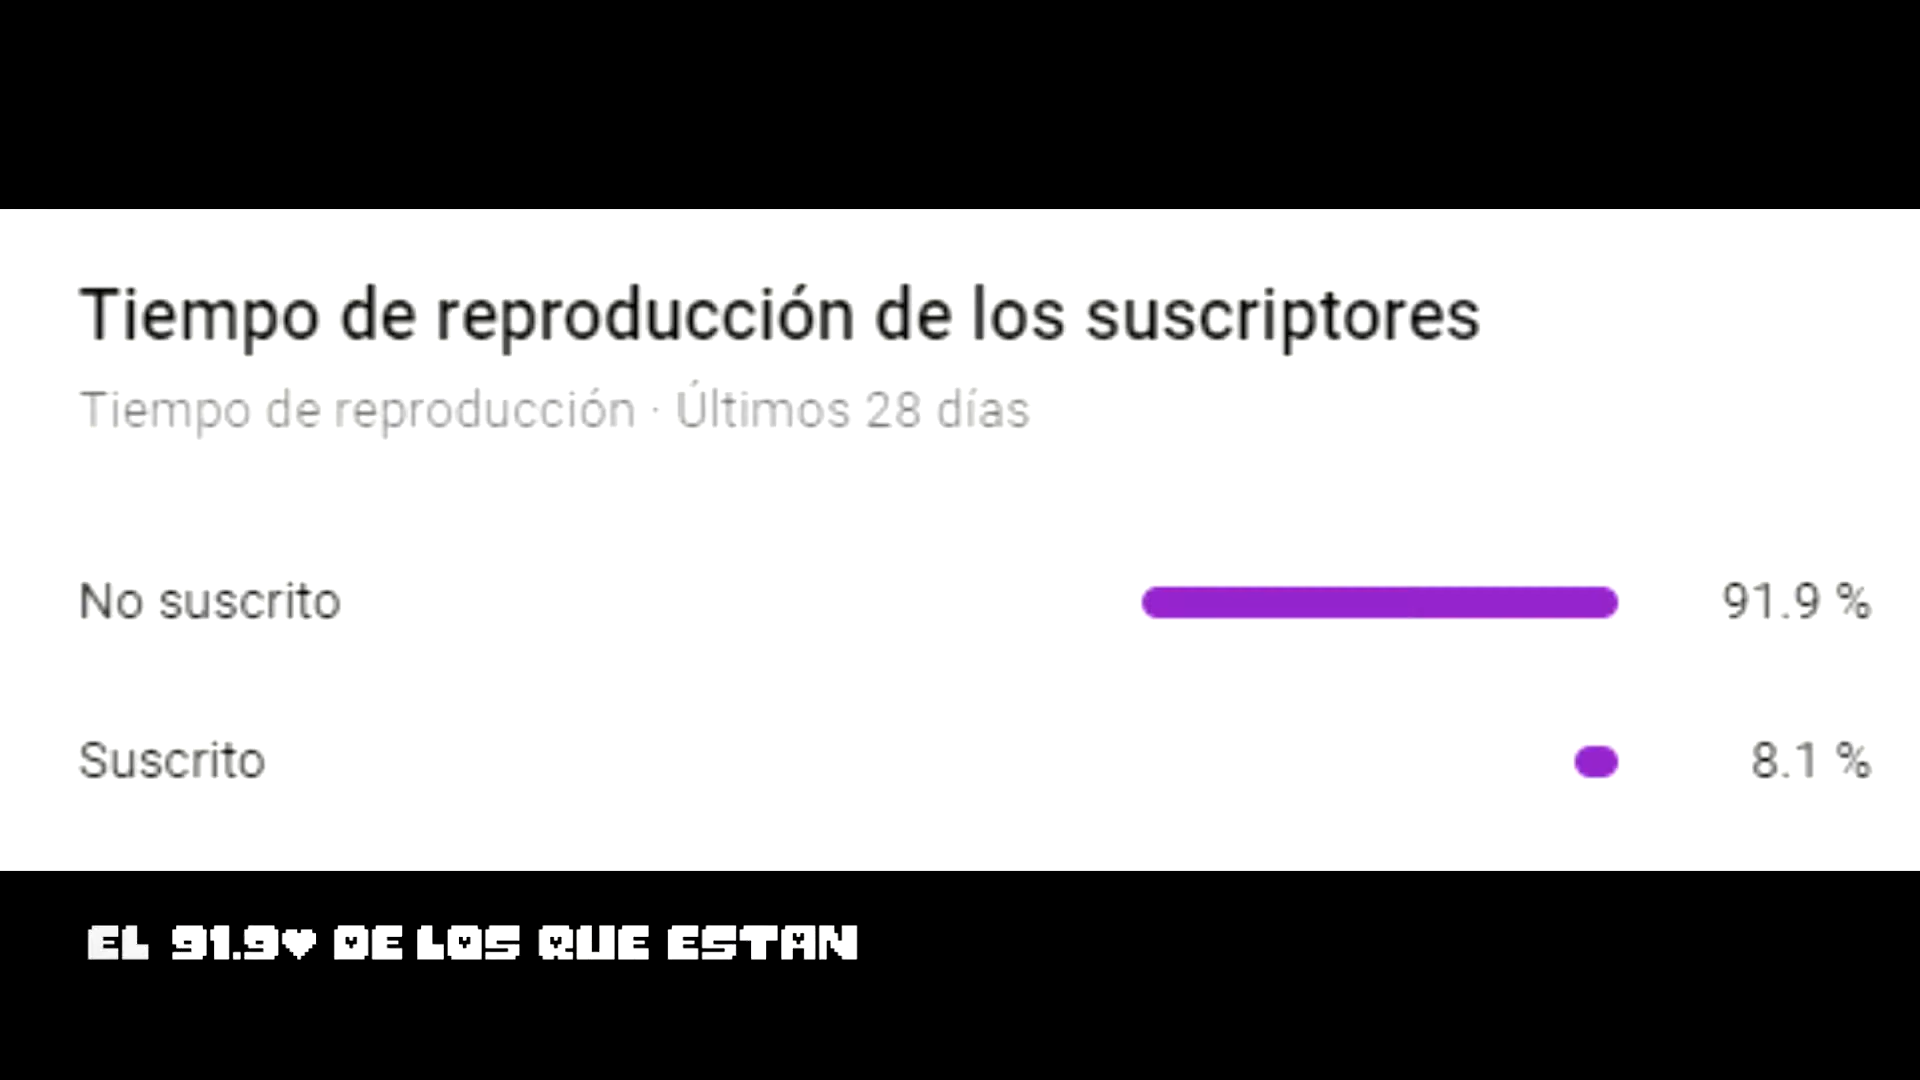 Tiempo de reproducción de los suscriptores
Tiempo de reproducción · Últimos 28 días
No suscrito 91.9 %
Suscrito 8.1 %
EL 91.9♥ DE LOS QUE ESTAN